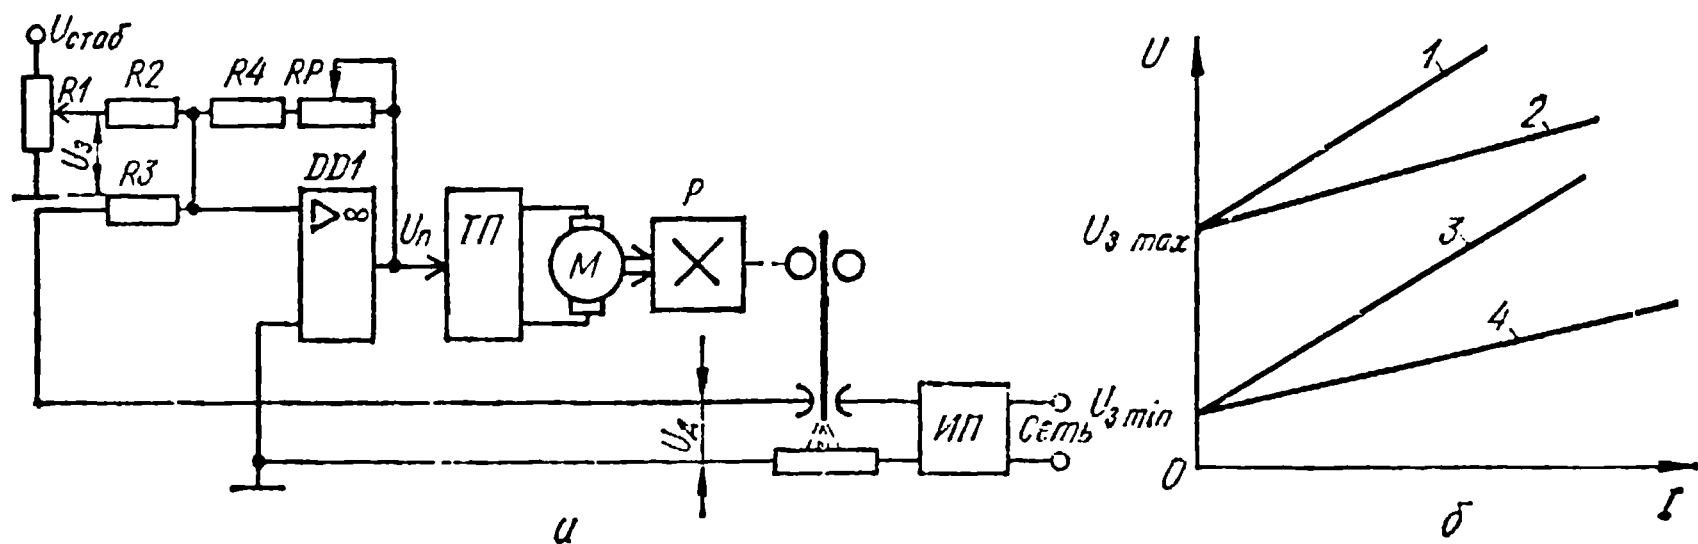 Uстаб
R1
R2
R4
RP
Uз
R3
DD1
▷∞
Uп
ТП
М
Р
Uд
ИП
Сеть
а
U
1
2
Uз max
3
4
Uз min
0
I
б